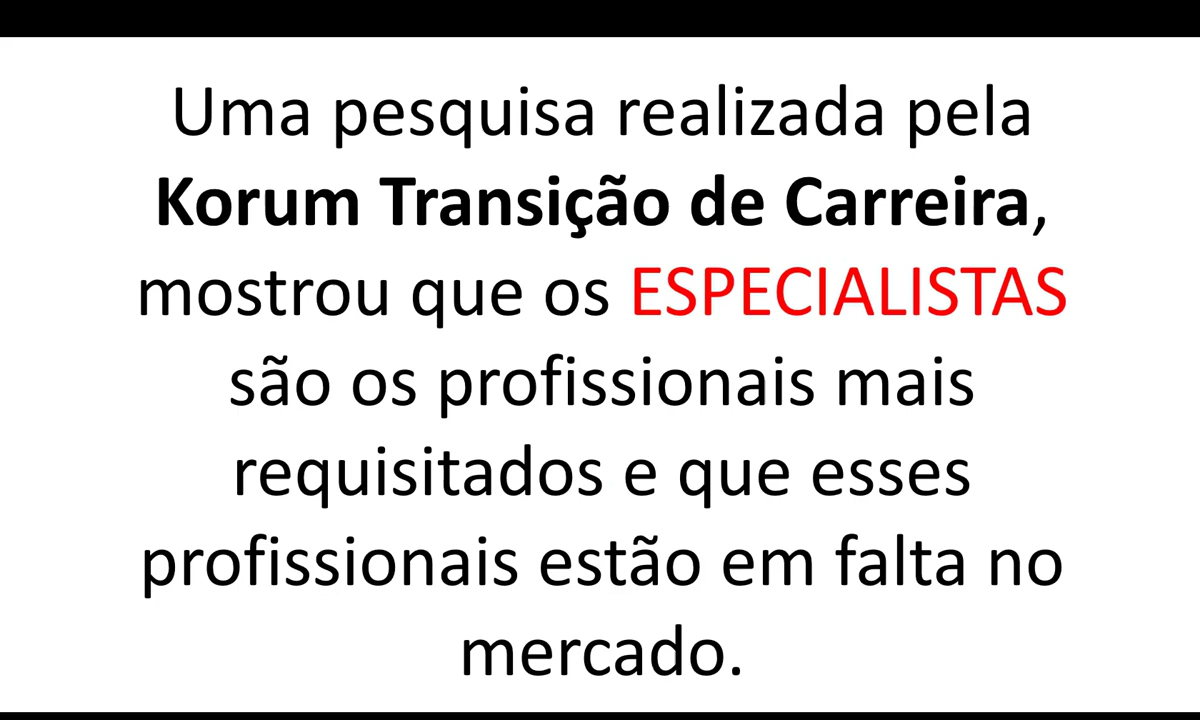 Uma pesquisa realizada pela
Korum Transição de Carreira,
mostrou que os ESPECIALISTAS
são os profissionais mais
requisitados e que esses
profissionais estão em falta no
mercado.